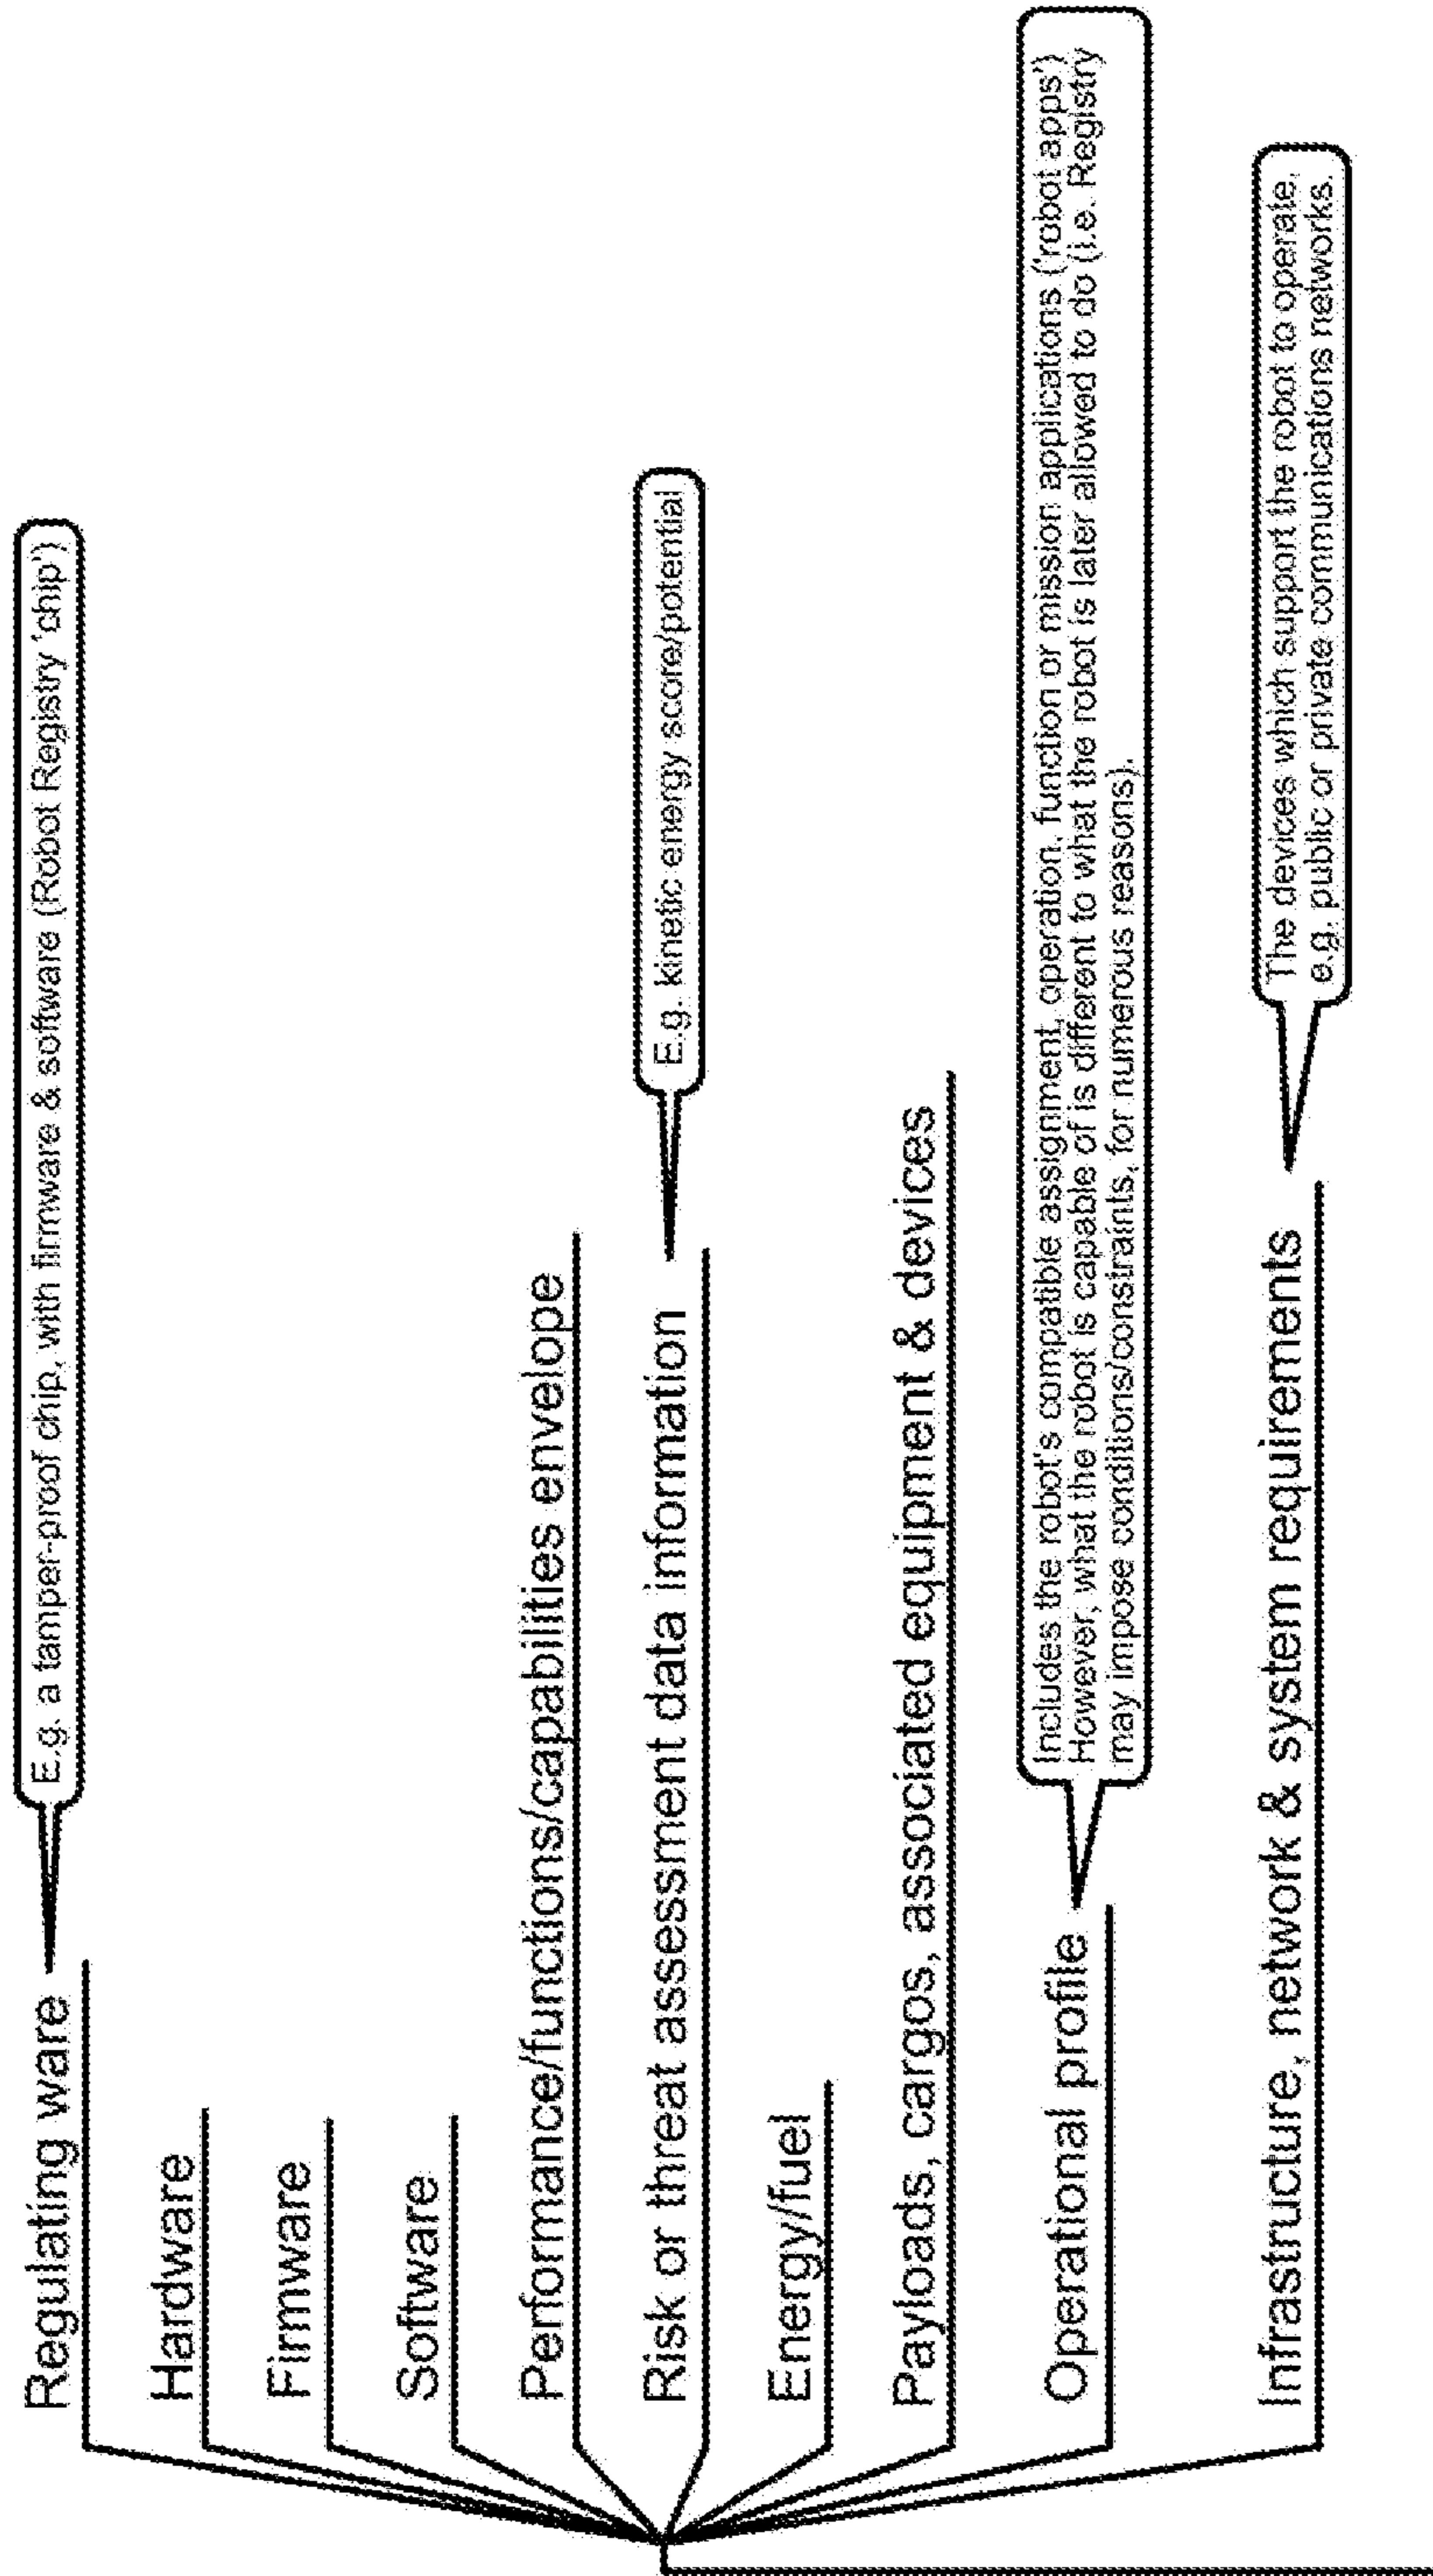 Regulating ware
E.g. a tamper-proof chip, with firmware & software (Robot Registry 'chip')
Hardware
Firmware
Software
Performance/functions/capabilities envelope
Risk or threat assessment data information
E.g. kinetic energy score/potential
Energy/fuel
Payloads, cargos, associated equipment & devices
Operational profile
Includes the robot's compatible assignment, operation, function or mission applications ('robot apps')
However, what the robot is capable of is different to what the robot is later allowed to do (i.e. Registry
may impose conditions/constraints, for numerous reasons).
Infrastructure, network & system requirements
The devices which support the robot to operate,
e.g. public or private communications networks.